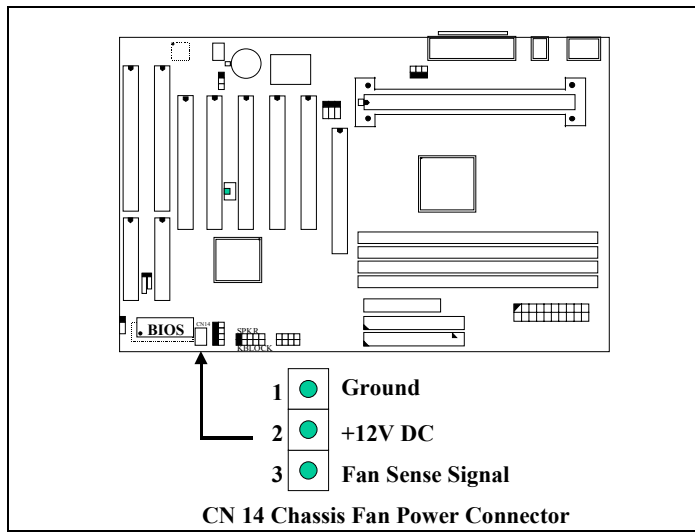 CN14
BIOS
SPKR
KBLOCK
1 Ground
2 +12V DC
3 Fan Sense Signal
CN 14 Chassis Fan Power Connector